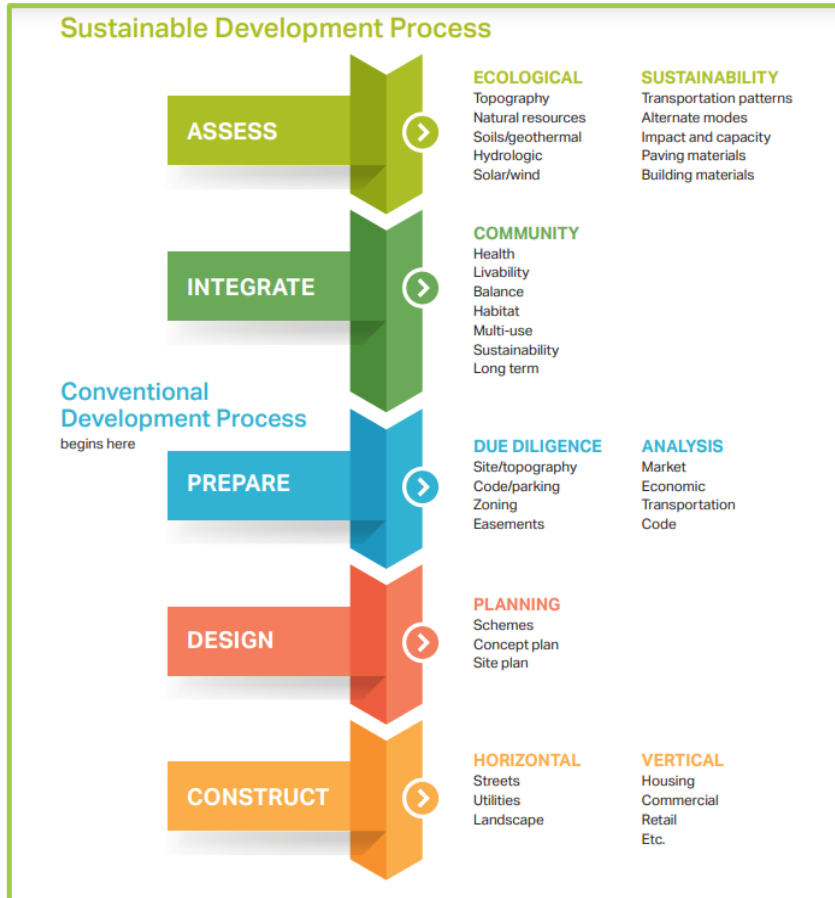 Sustainable Development Process
ASSESS
ECOLOGICAL
Topography
Natural resources
Soils/geothermal
Hydrologic
Solar/wind
SUSTAINABILITY
Transportation patterns
Alternate modes
Impact and capacity
Paving materials
Building materials
INTEGRATE
COMMUNITY
Health
Livability
Balance
Habitat
Multi-use
Sustainability
Long term
Conventional
Development Process
begins here
PREPARE
DUE DILIGENCE
Site/topography
Code/parking
Zoning
Easements
ANALYSIS
Market
Economic
Transportation
Code
DESIGN
PLANNING
Schemes
Concept plan
Site plan
CONSTRUCT
HORIZONTAL
Streets
Utilities
Landscape
VERTICAL
Housing
Commercial
Retail
Etc.